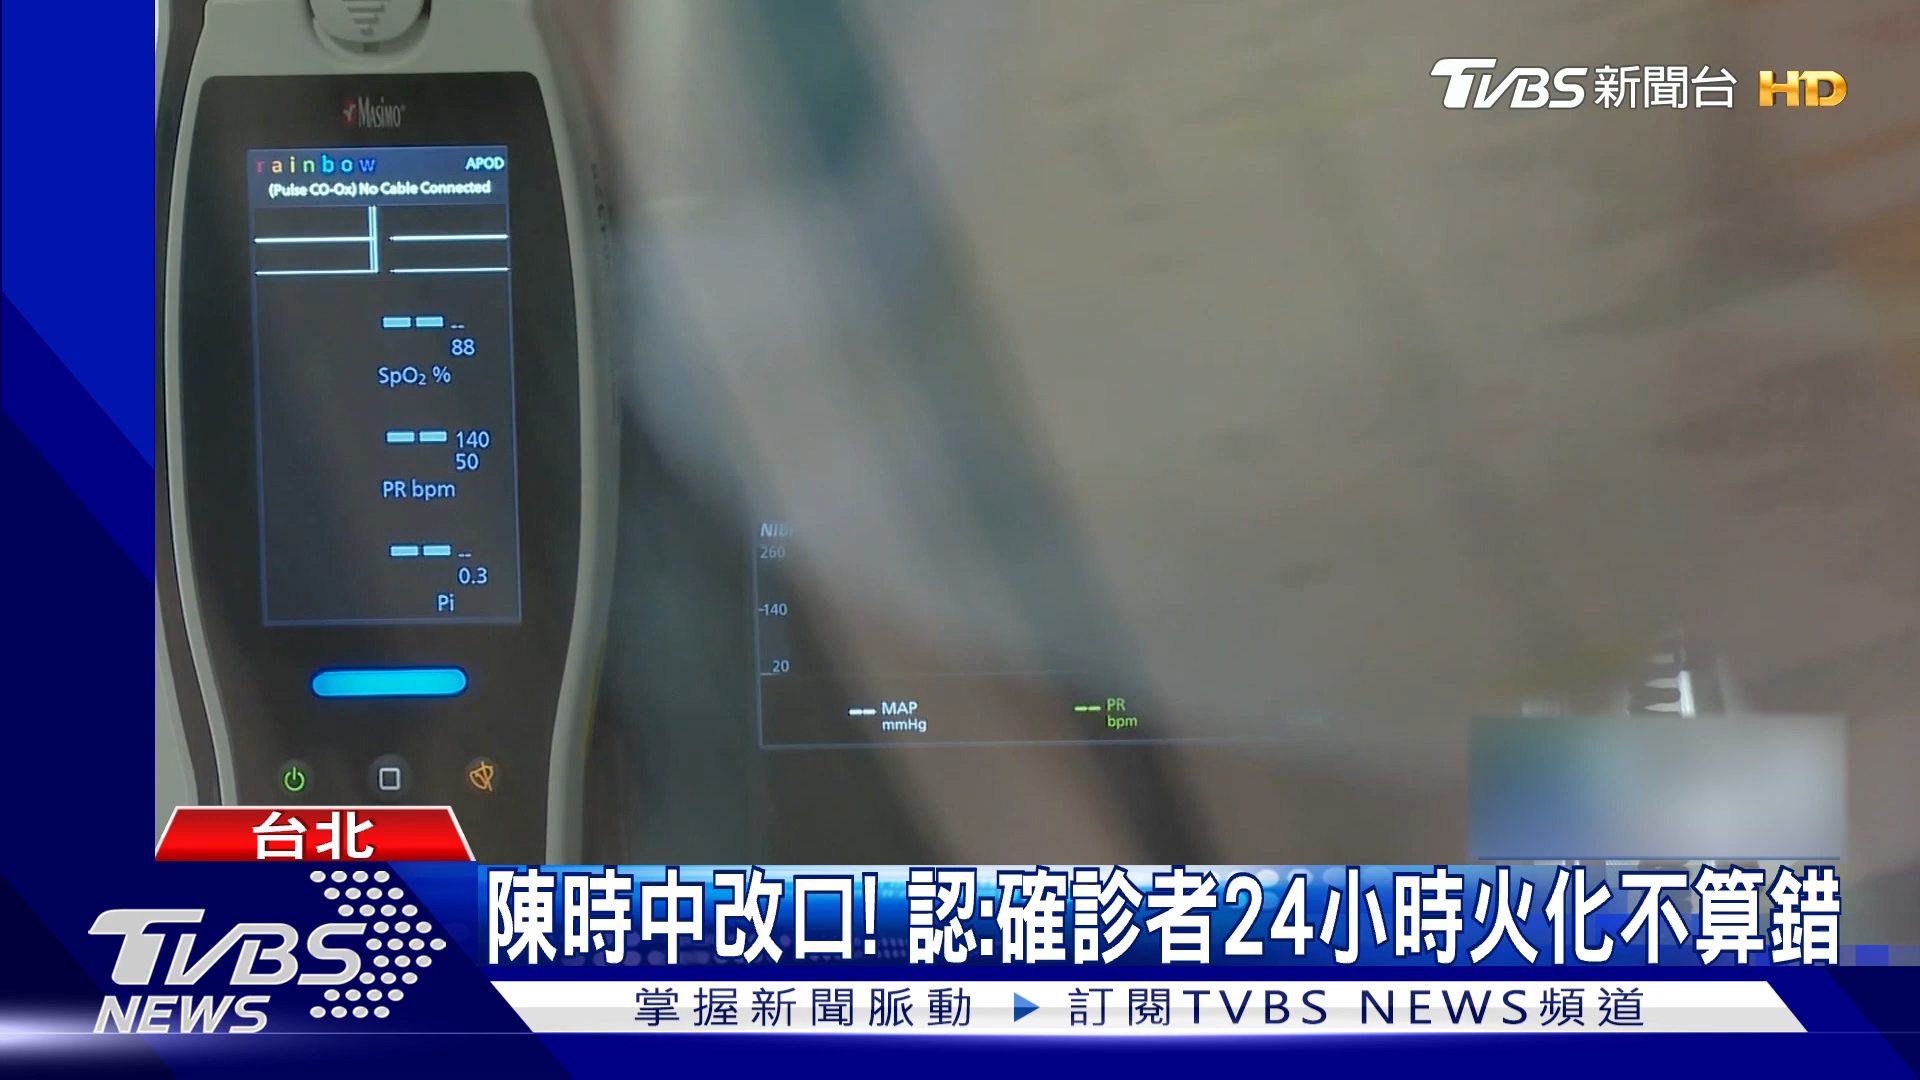 TVBS新聞台 HD
MASIMO
rainbow APOD
(Pulse CO-Ox) No Cable Connected
-- --
88
SpO₂ %
-- 140
50
PR bpm
-- --
0.3
Pi
260
140
20
-- MAP
mmHg
-- PR
bpm
台北
陳時中改口! 認:確診者24小時火化不算錯
TVBS
NEWS
掌握新聞脈動 ▶ 訂閱TVBS NEWS頻道